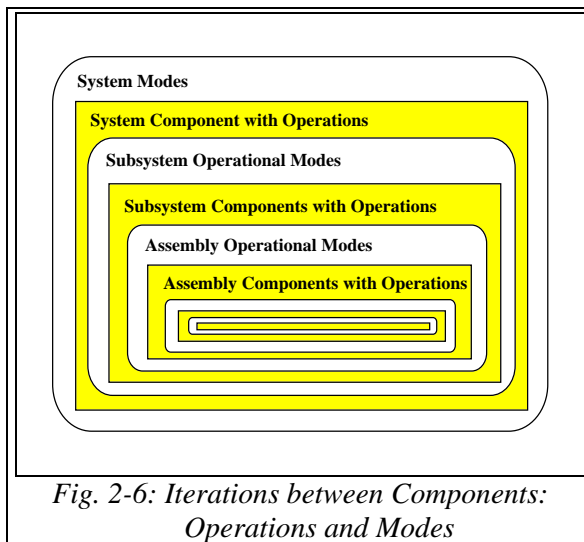 System Modes
System Component with Operations
Subsystem Operational Modes
Subsystem Components with Operations
Assembly Operational Modes
Assembly Components with Operations
Fig. 2-6: Iterations between Components:
Operations and Modes